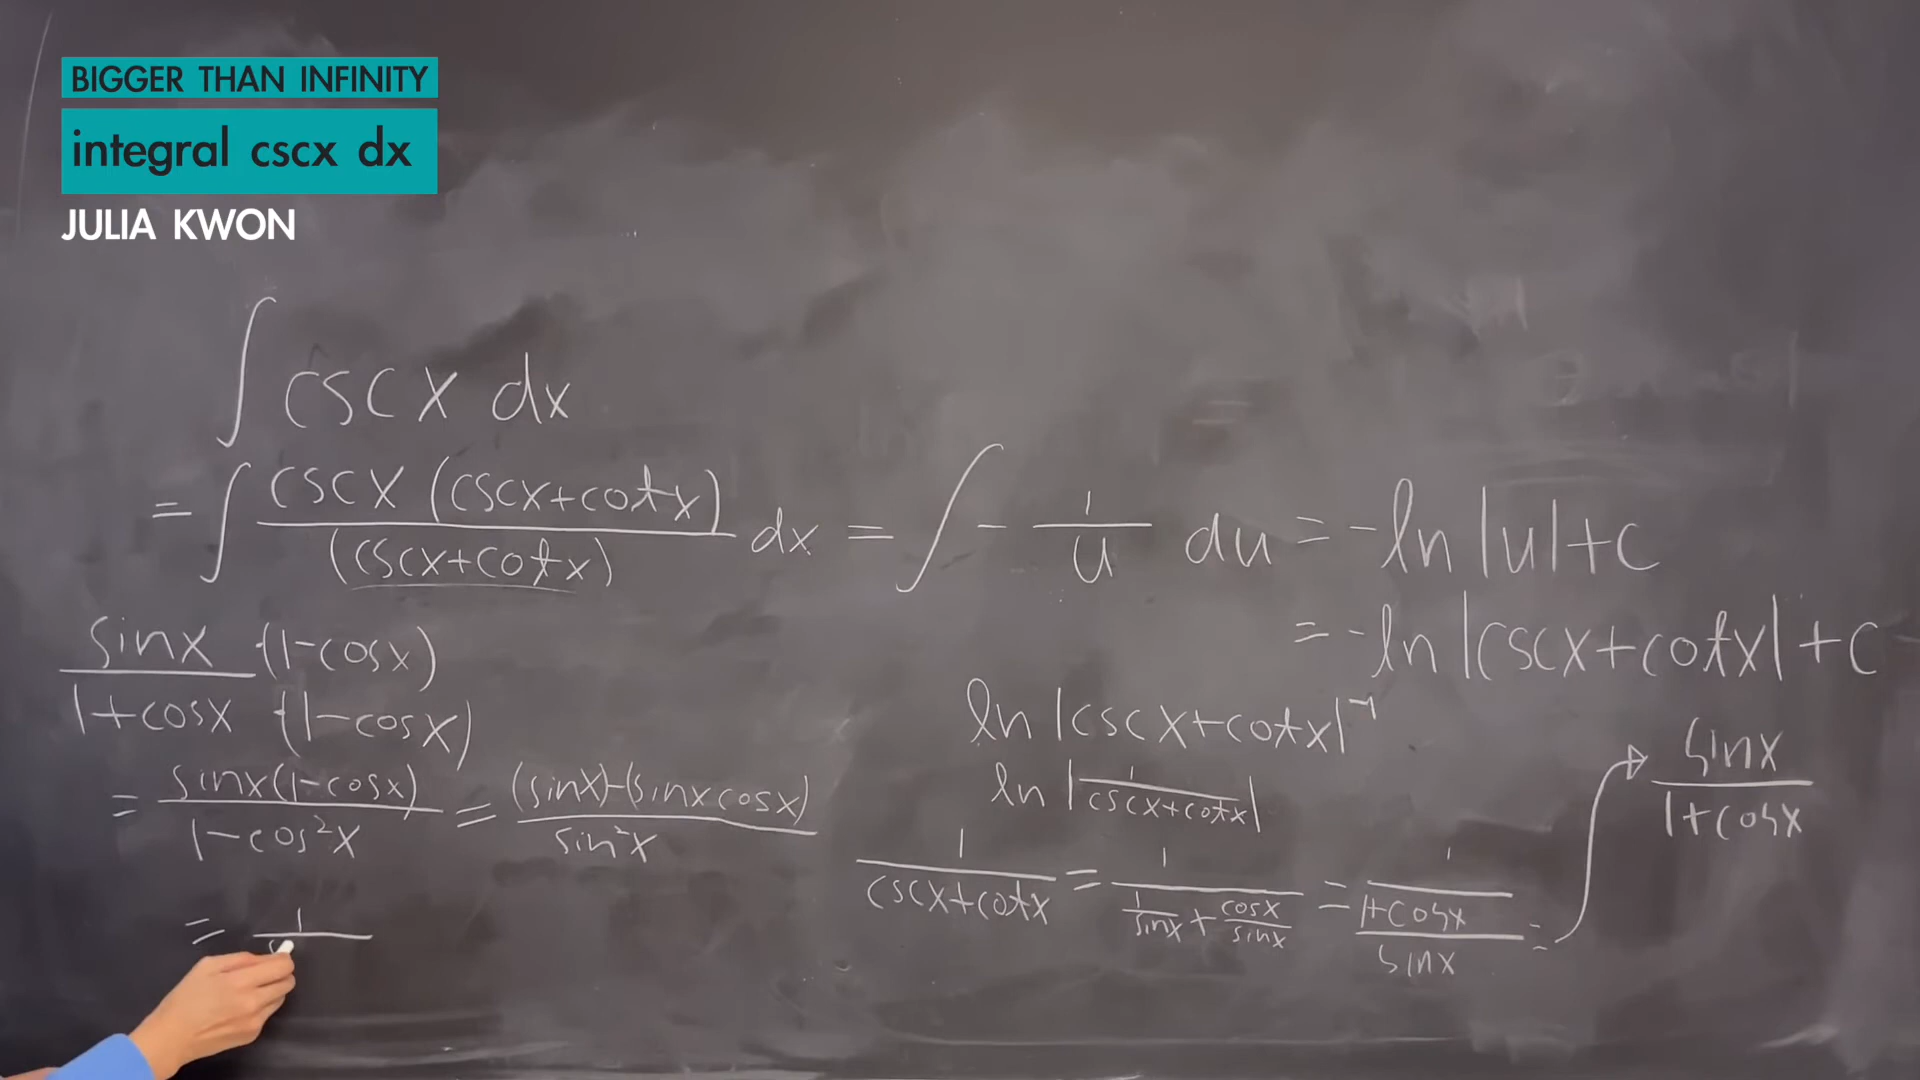 BIGGER THAN INFINITY
integral cscx dx
JULIA KWON
∫ cscx dx
= ∫ cscx (cscx+cotx) / (cscx+cotx) dx = ∫ - 1/u du = -ln |u|+c
= -ln |cscx+cotx| + c
sinx / 1+cosx · (1-cosx) / (1-cosx)
= sinx(1-cosx) / 1-cos²x = (sinx)-(sinxcosx) / sin²x
= 1 /
ln |cscx+cotx|⁻¹
ln | 1 / cscx+cotx |
1 / cscx+cotx = 1 / (1/sinx + cosx/sinx) = 1 / (1+cosx / sinx) =
sinx / 1+cosx